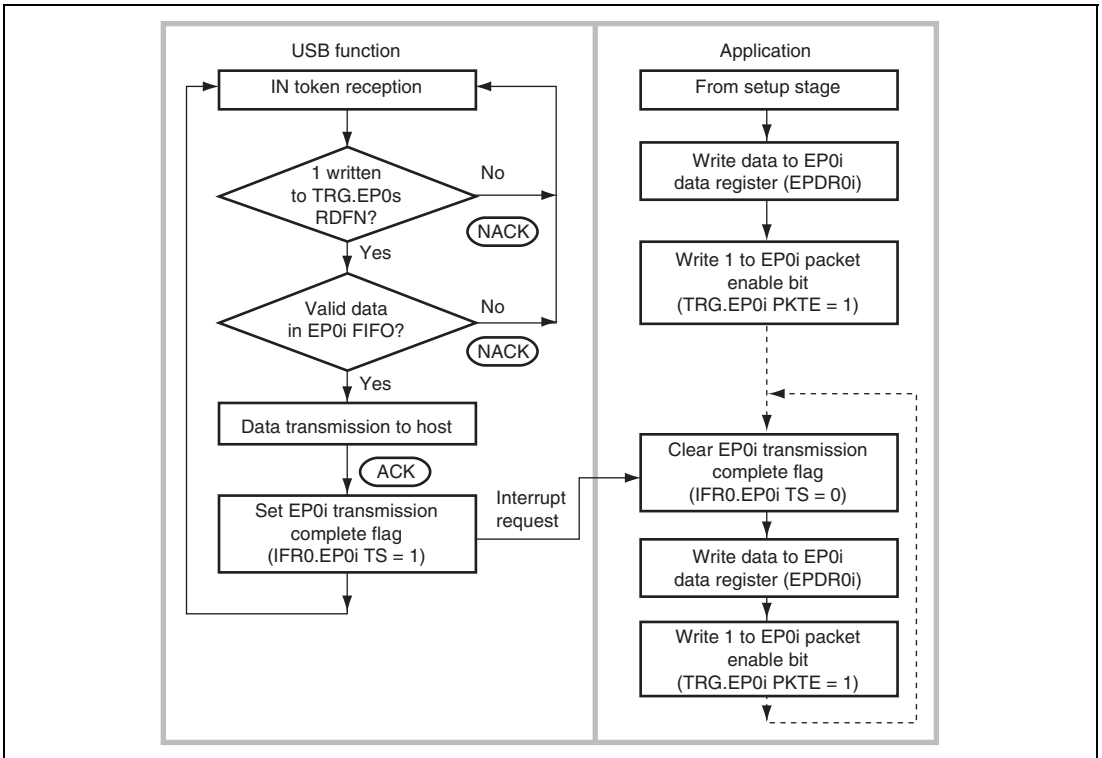 USB function
IN token reception
1 written
to TRG.EP0s
RDFN?
No
NACK
Yes
Valid data
in EP0i FIFO?
No
NACK
Yes
Data transmission to host
ACK
Set EP0i transmission
complete flag
(IFR0.EP0i TS = 1)
Interrupt
request
Application
From setup stage
Write data to EP0i
data register (EPDR0i)
Write 1 to EP0i packet
enable bit
(TRG.EP0i PKTE = 1)
Clear EP0i transmission
complete flag
(IFR0.EP0i TS = 0)
Write data to EP0i
data register (EPDR0i)
Write 1 to EP0i packet
enable bit
(TRG.EP0i PKTE = 1)